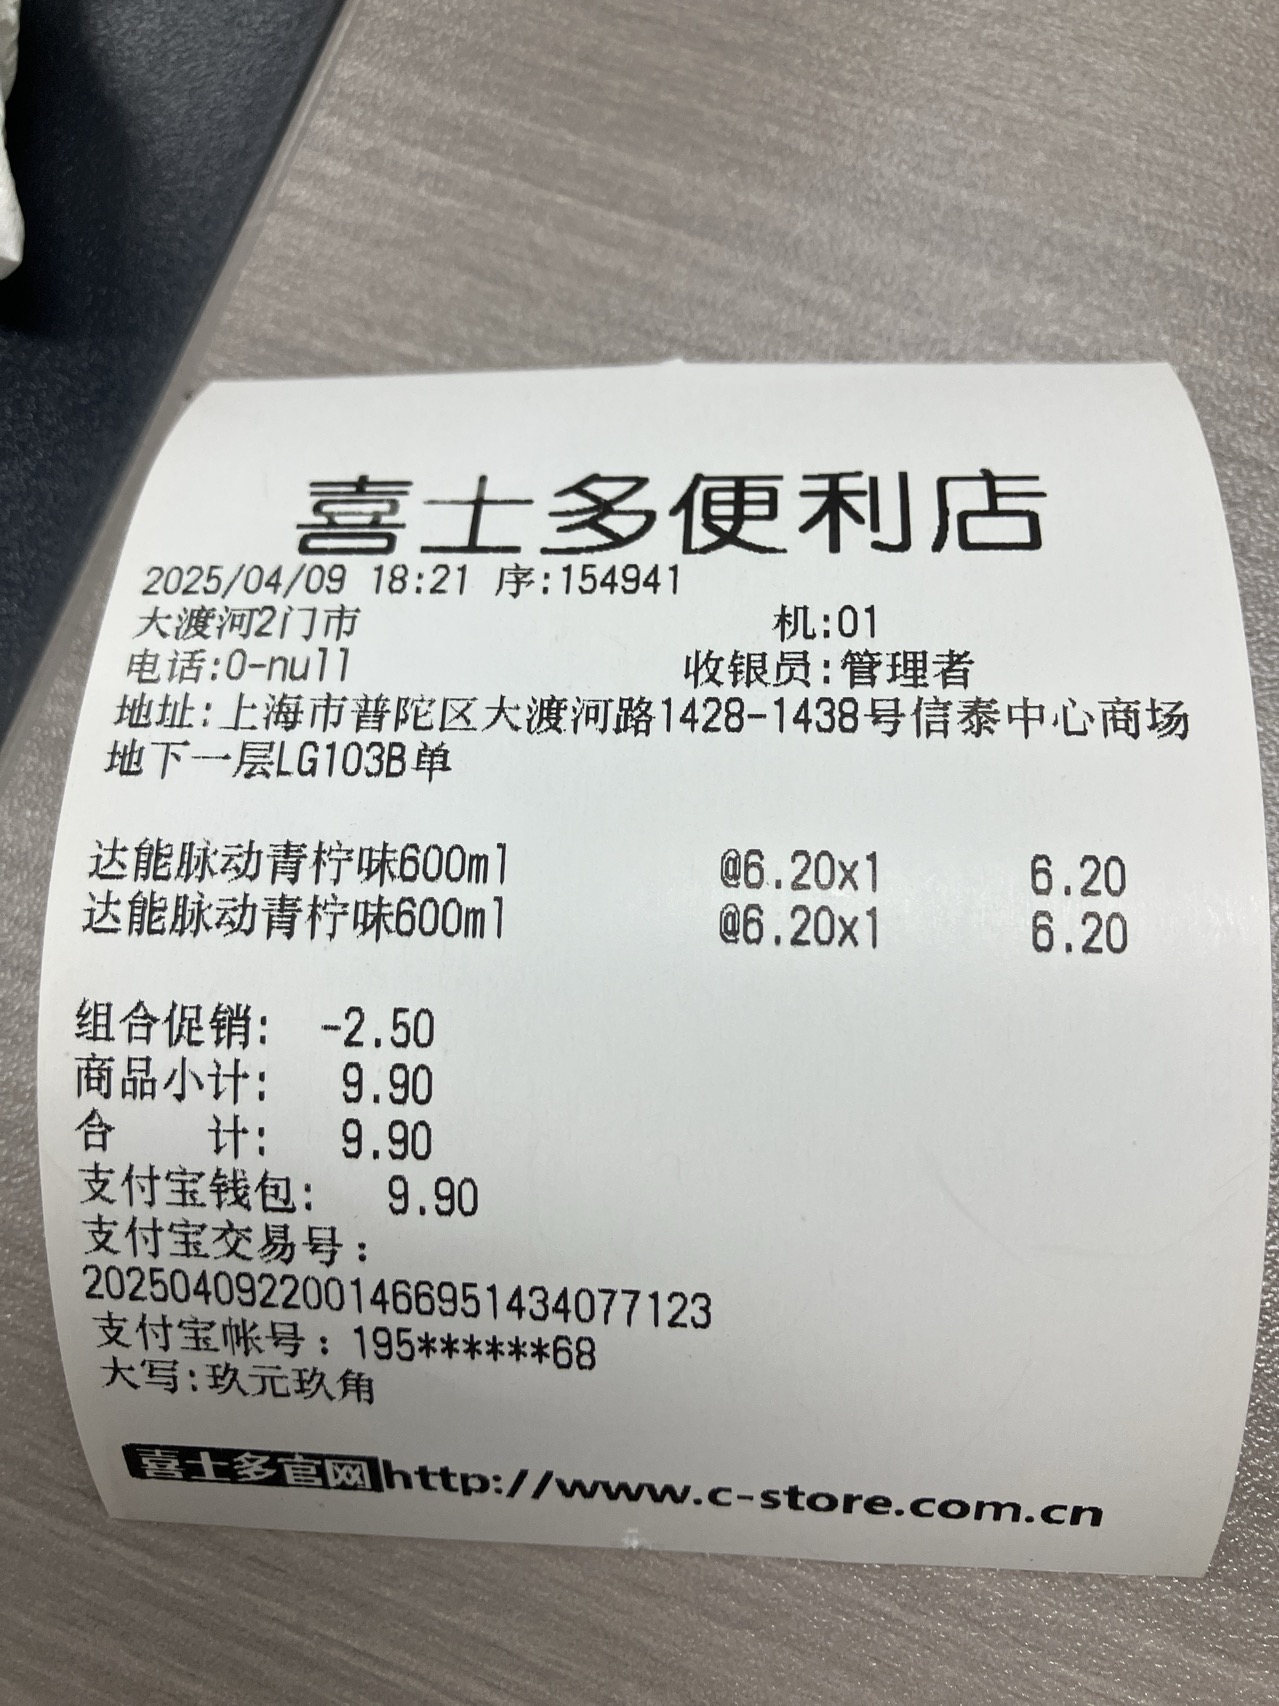 喜士多便利店
2025/04/09 18:21 序:154941
大渡河2门市 机:01
电话:0-null 收银员:管理者
地址:上海市普陀区大渡河路1428-1438号信泰中心商场
地下一层LG103B单
达能脉动青柠味600ml @6.20x1 6.20
达能脉动青柠味600ml @6.20x1 6.20
组合促销: -2.50
商品小计: 9.90
合 计: 9.90
支付宝钱包: 9.90
支付宝交易号:
2025040922001466951434077123
支付宝帐号:195******68
大写:玖元玖角
喜士多官网http://www.c-store.com.cn